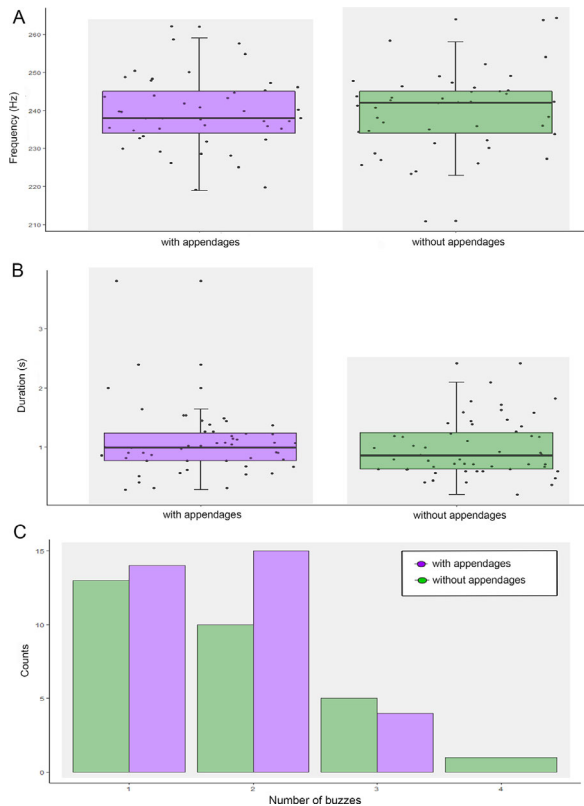 A
260
250
240
230
220
210
Frequency (Hz)
with appendages
without appendages
B
3
2
1
Duration (s)
with appendages
without appendages
C
15
10
5
0
Counts
with appendages
without appendages
1
2
3
4
Number of buzzes